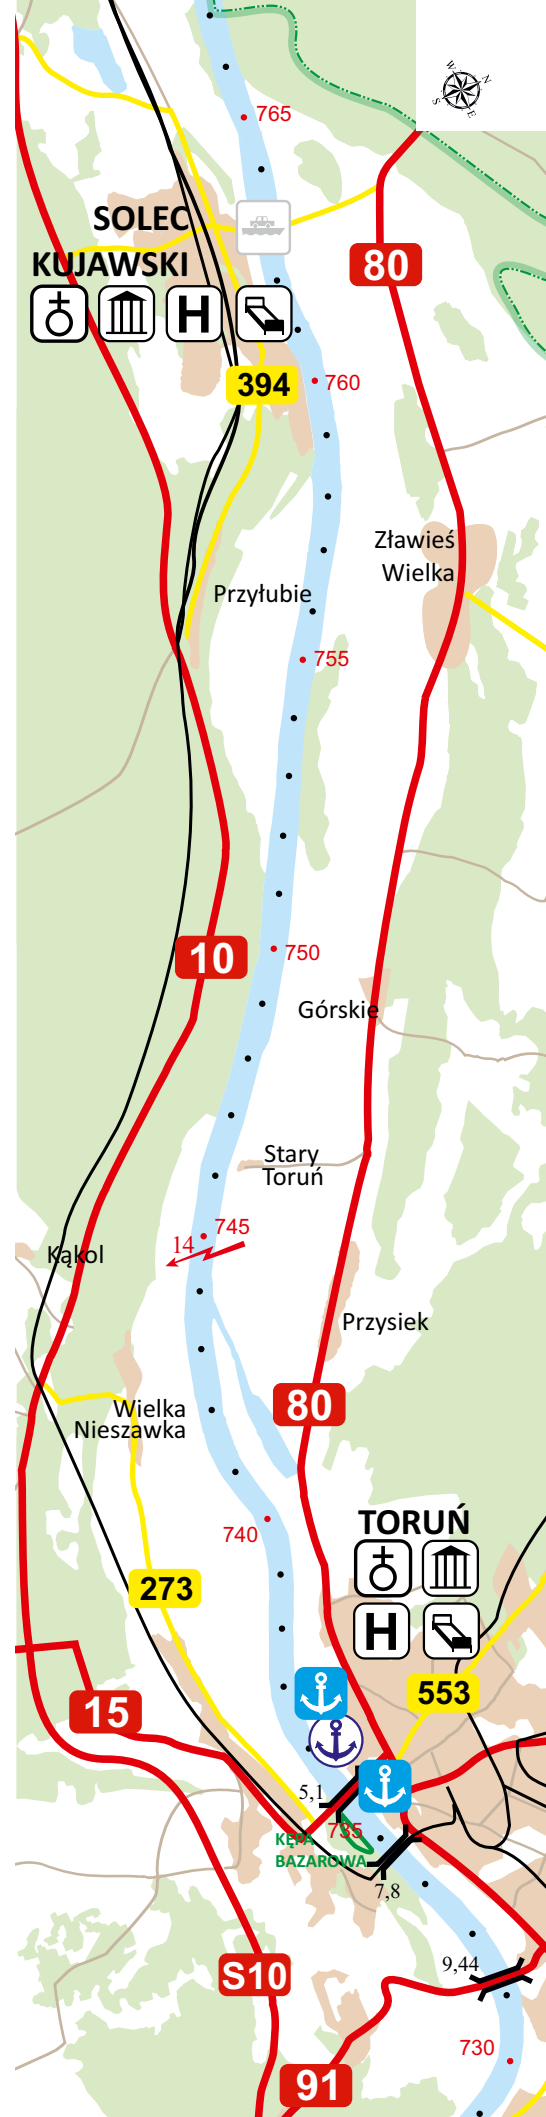 W
N
S
E
765
SOLEC
KUJAWSKI
80
H
394
760
Zławieś
Wielka
Przyłubie
755
10
750
Górskie
Stary
Toruń
745
14
Kąkol
Przysiek
80
Wielka
Nieszawka
TORUŃ
740
H
273
553
15
5,1
735
KĘPA
BAZAROWA
7,8
9,44
S10
730
91